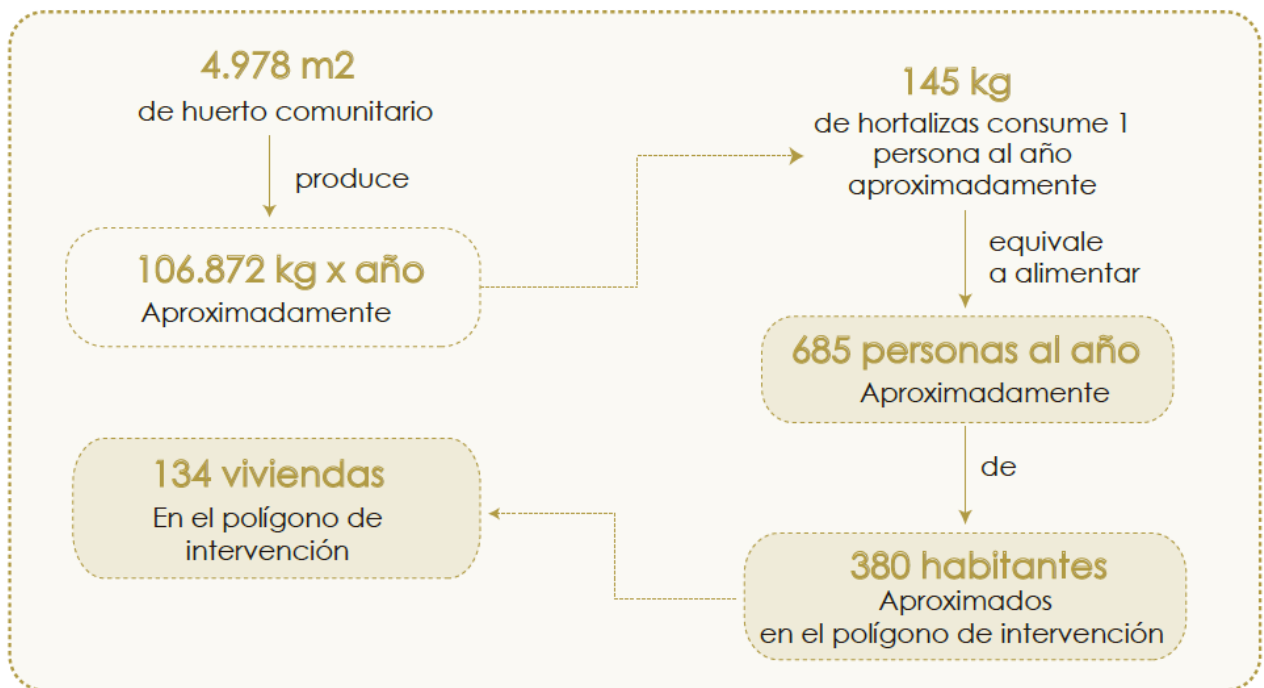 4.978 m2
de huerto comunitario
produce
106.872 kg x año
Aproximadamente
145 kg
de hortalizas consume 1
persona al año
aproximadamente
equivale
a alimentar
685 personas al año
Aproximadamente
de
380 habitantes
Aproximados
en el polígono de intervención
134 viviendas
En el polígono de
intervención